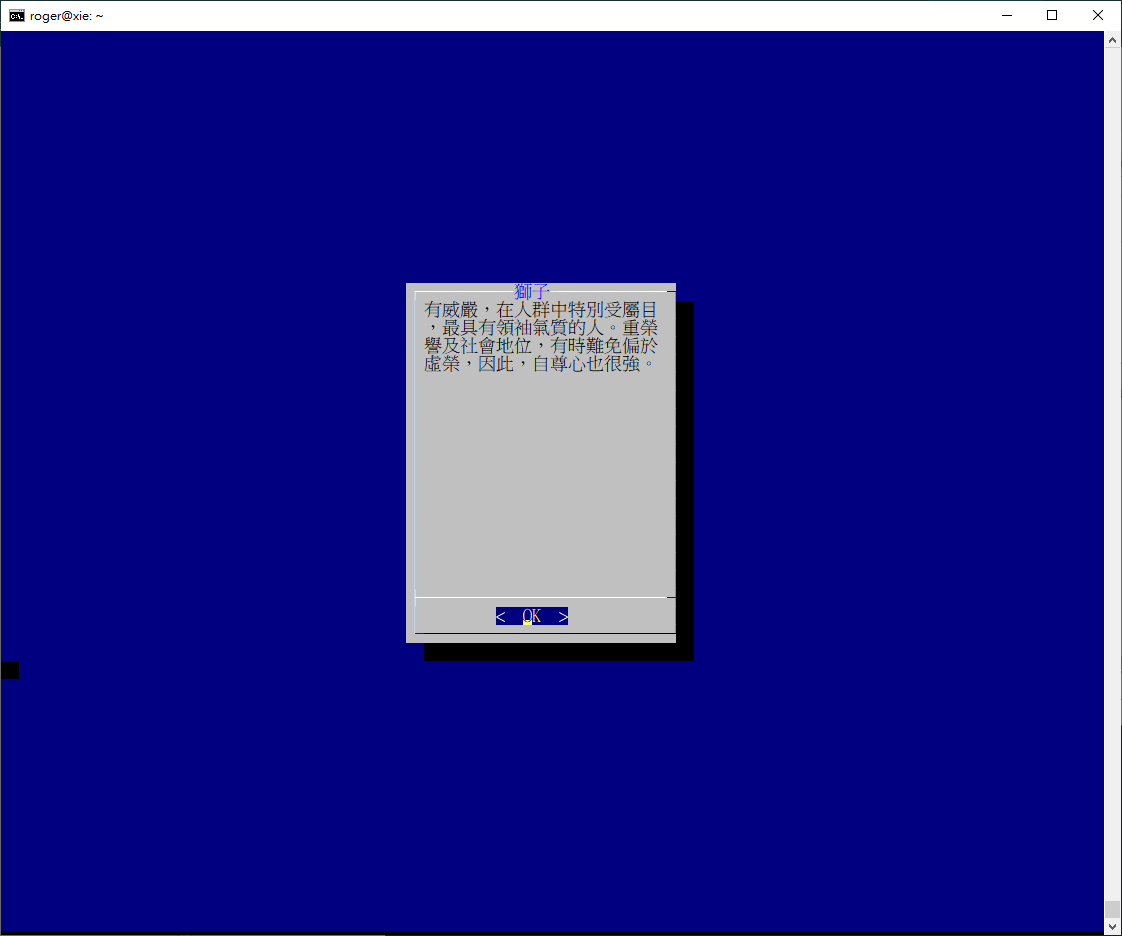 roger@xie: ~
獅子
有威嚴，在人群中特別受屬目
，最具有領袖氣質的人。重榮
譽及社會地位，有時難免偏於
虛榮，因此，自尊心也很強。
< OK >